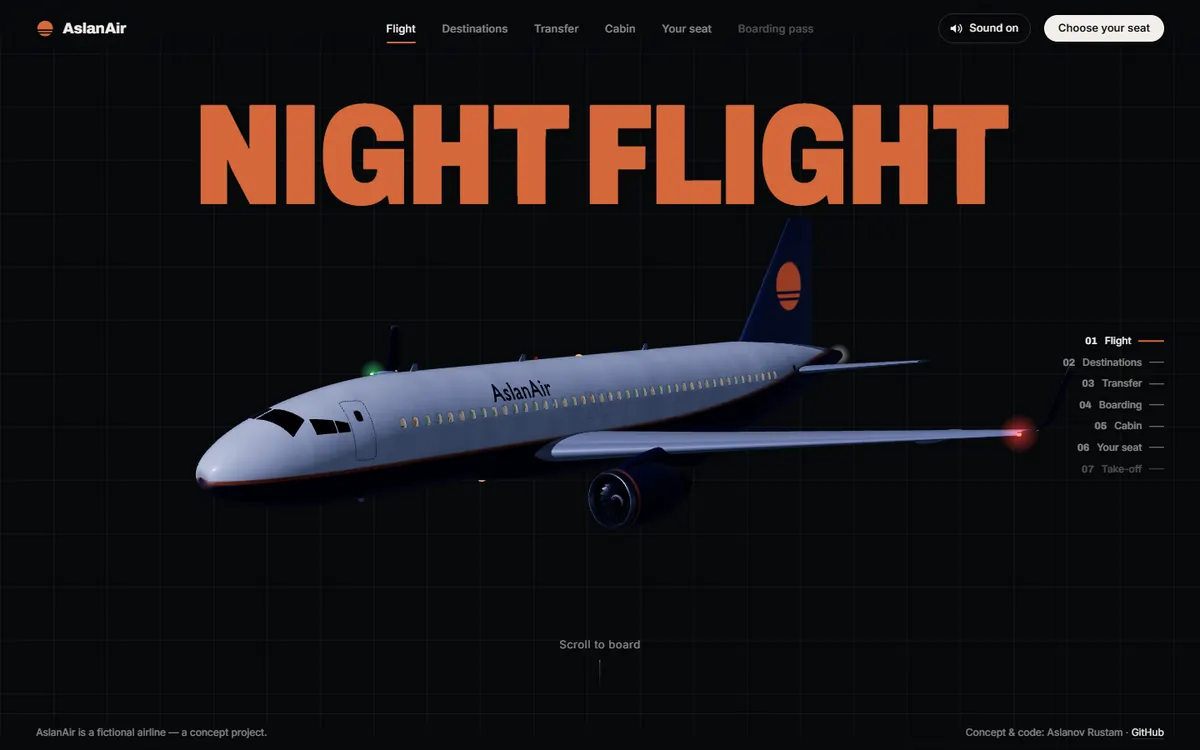 AslanAir
Flight
Destinations
Transfer
Cabin
Your seat
Boarding pass
Sound on
Choose your seat
NIGHT FLIGHT
AslanAir
01 Flight
02 Destinations
03 Transfer
04 Boarding
05 Cabin
06 Your seat
07 Take-off
Scroll to board
AslanAir is a fictional airline — a concept project.
Concept & code: Aslanov Rustam · GitHub